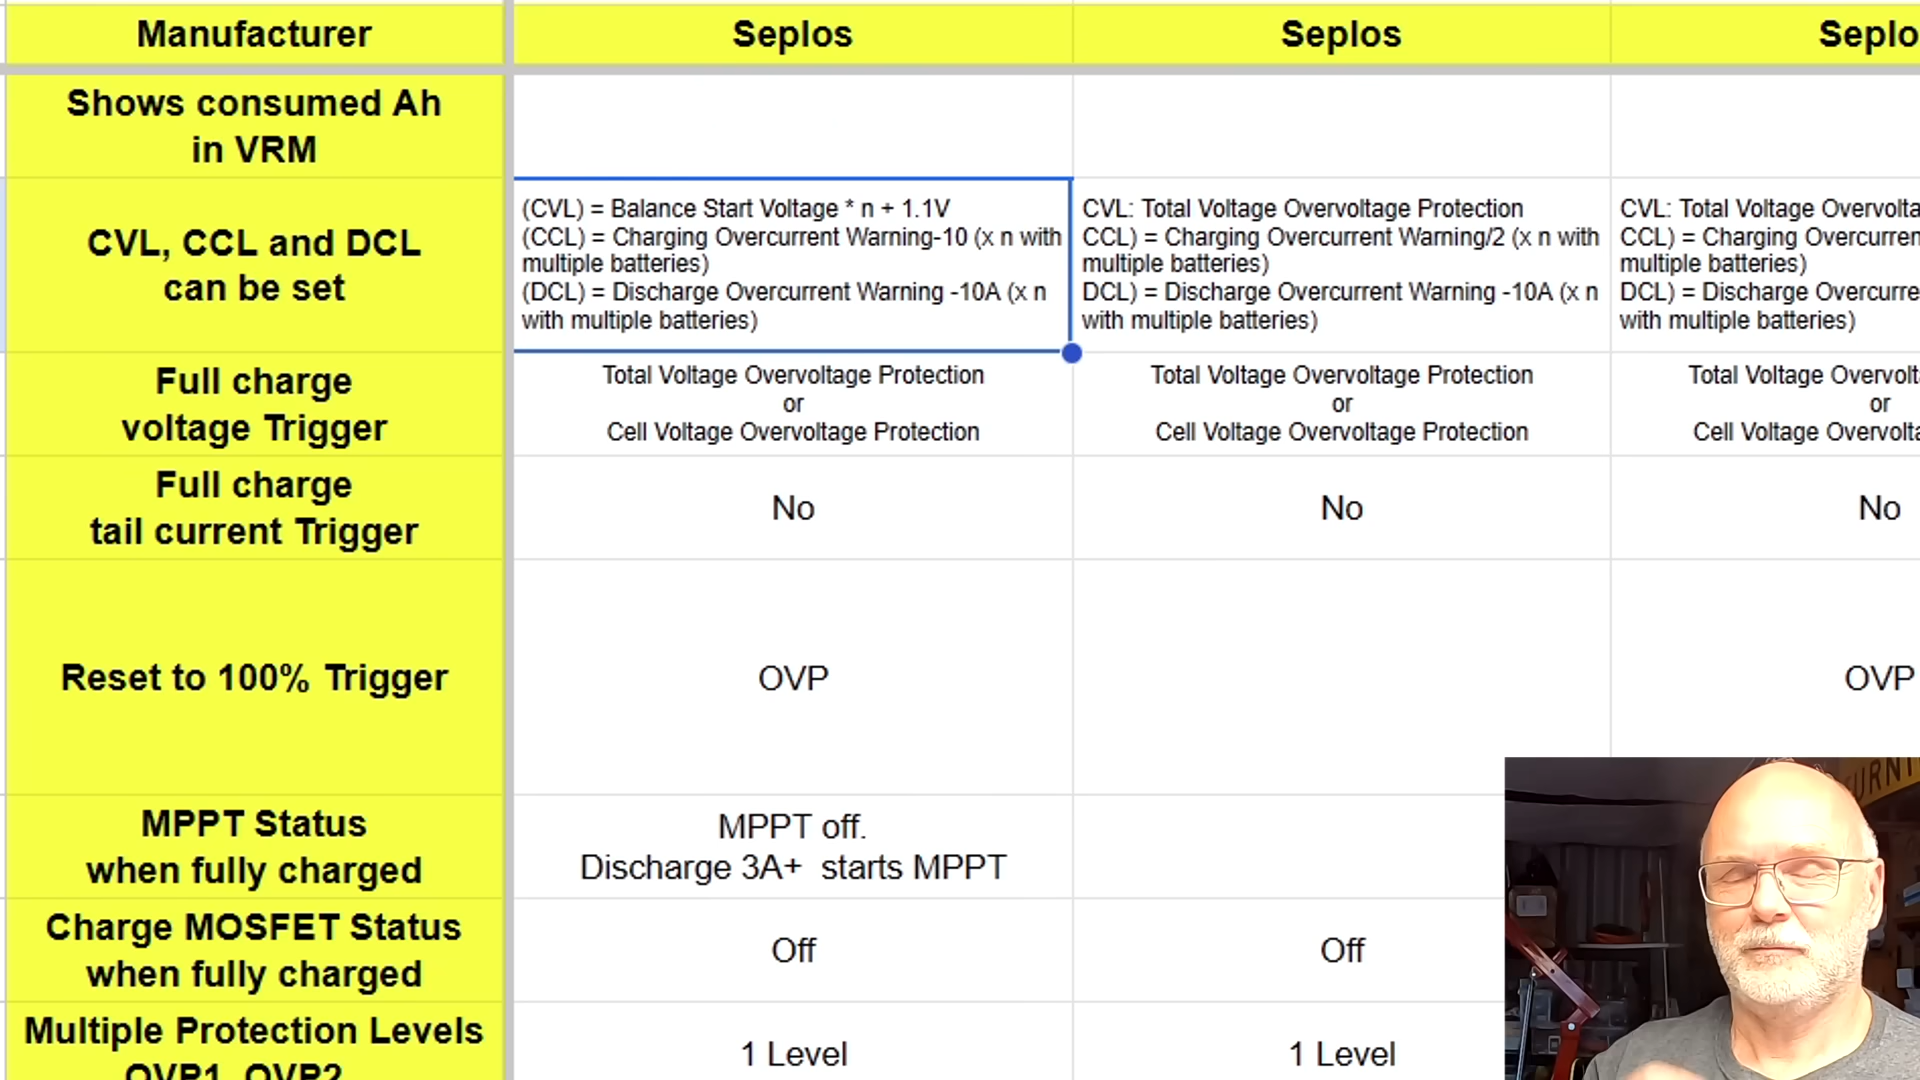 Manufacturer
Seplos
Seplos
Seplo
Shows consumed Ah
in VRM
CVL, CCL and DCL
can be set
(CVL) = Balance Start Voltage * n + 1.1V
(CCL) = Charging Overcurrent Warning-10 (x n with
multiple batteries)
(DCL) = Discharge Overcurrent Warning -10A (x n
with multiple batteries)
CVL: Total Voltage Overvoltage Protection
CCL) = Charging Overcurrent Warning/2 (x n with
multiple batteries)
DCL) = Discharge Overcurrent Warning -10A (x n
with multiple batteries)
CVL: Total Voltage Overvolta
CCL) = Charging Overcurren
multiple batteries)
DCL) = Discharge Overcurre
with multiple batteries)
Full charge
voltage Trigger
Total Voltage Overvoltage Protection
or
Cell Voltage Overvoltage Protection
Total Voltage Overvoltage Protection
or
Cell Voltage Overvoltage Protection
Total Voltage Overvolt
or
Cell Voltage Overvolta
Full charge
tail current Trigger
No
No
No
Reset to 100% Trigger
OVP
OVP
MPPT Status
when fully charged
MPPT off.
Discharge 3A+ starts MPPT
Charge MOSFET Status
when fully charged
Off
Off
Multiple Protection Levels
OVP1, OVP2
1 Level
1 Level
URNI